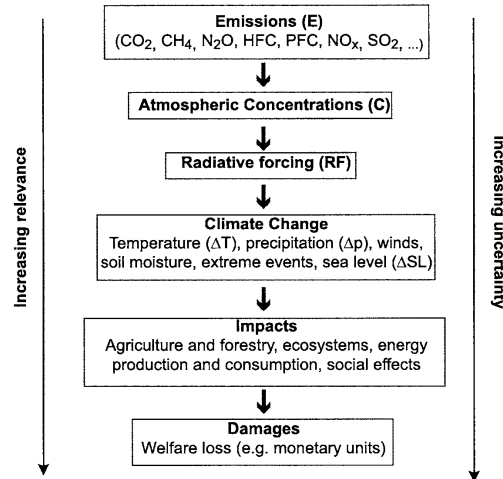 Emissions (E)
(CO₂, CH₄, N₂O, HFC, PFC, NOₓ, SO₂, ...)
Atmospheric Concentrations (C)
Radiative forcing (RF)
Climate Change
Temperature (ΔT), precipitation (Δp), winds,
soil moisture, extreme events, sea level (ΔSL)
Impacts
Agriculture and forestry, ecosystems, energy
production and consumption, social effects
Damages
Welfare loss (e.g. monetary units)
Increasing relevance
Increasing uncertainty